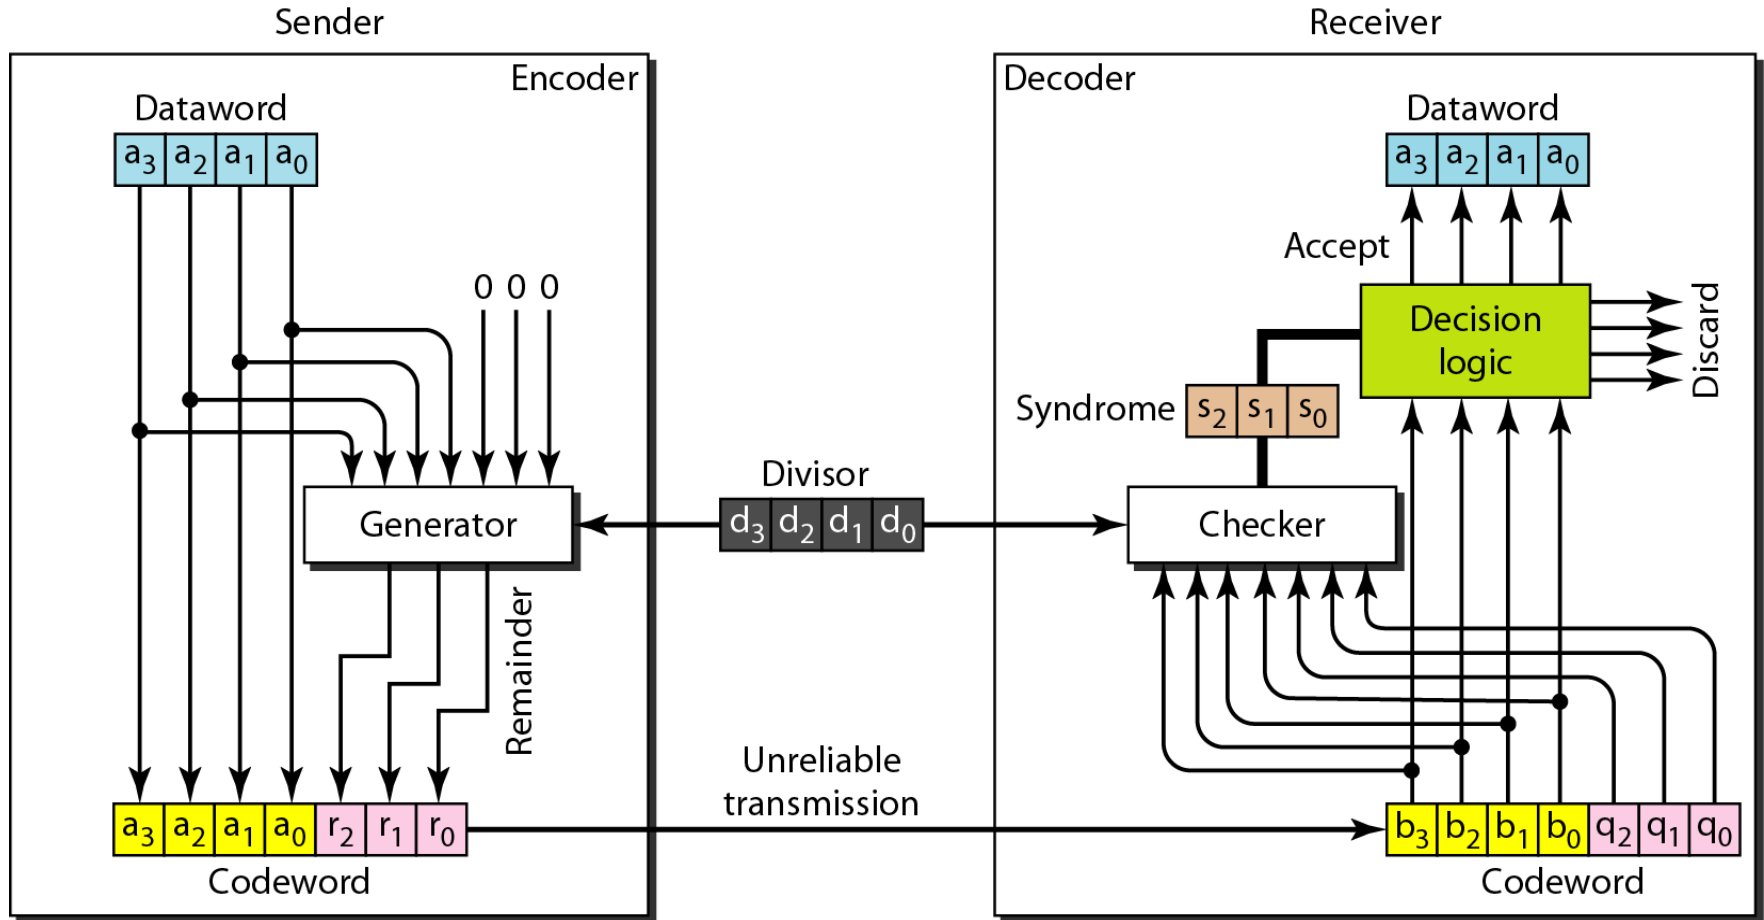 Sender
Encoder
Dataword
a₃ a₂ a₁ a₀
0 0 0
Generator
Remainder
a₃ a₂ a₁ a₀ r₂ r₁ r₀
Codeword
Divisor
d₃ d₂ d₁ d₀
Unreliable
transmission
Receiver
Decoder
Dataword
a₃ a₂ a₁ a₀
Accept
Decision
logic
Discard
Syndrome
s₂ s₁ s₀
Checker
b₃ b₂ b₁ b₀ q₂ q₁ q₀
Codeword